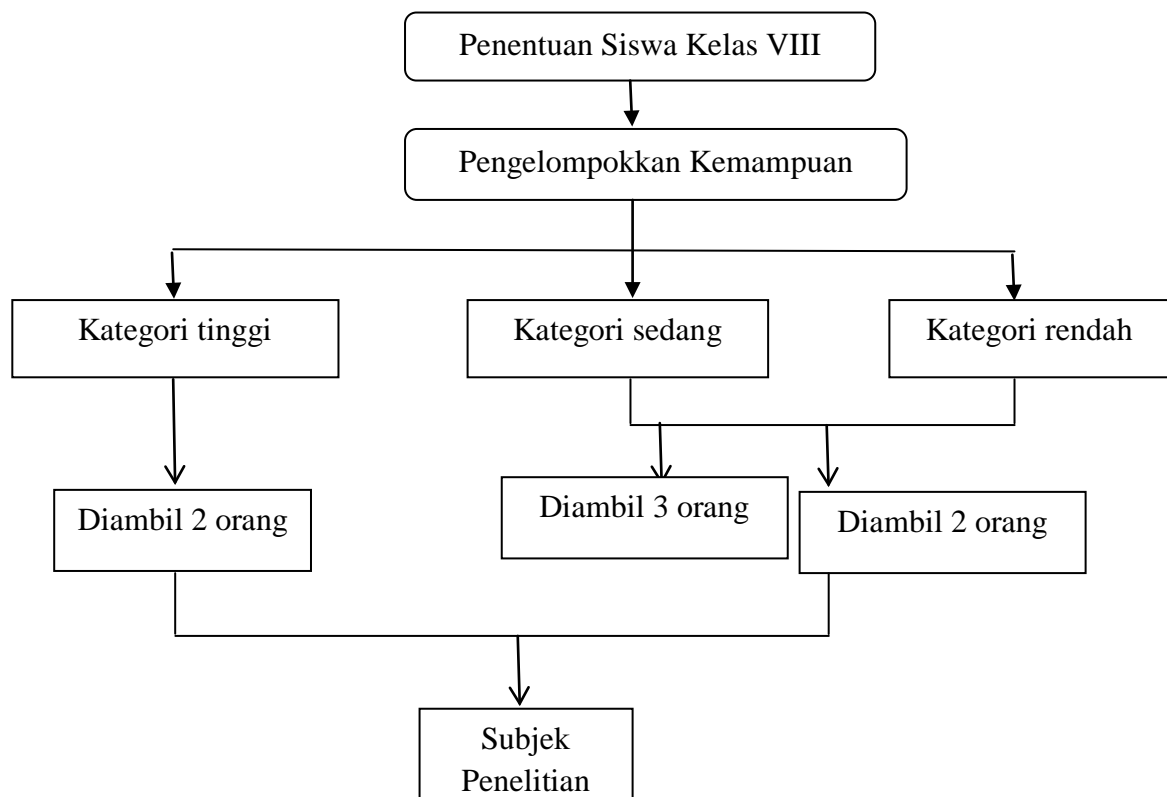 Penentuan Siswa Kelas VIII
Pengelompokkan Kemampuan
Kategori tinggi
Kategori sedang
Kategori rendah
Diambil 2 orang
Diambil 3 orang
Diambil 2 orang
Subjek
Penelitian